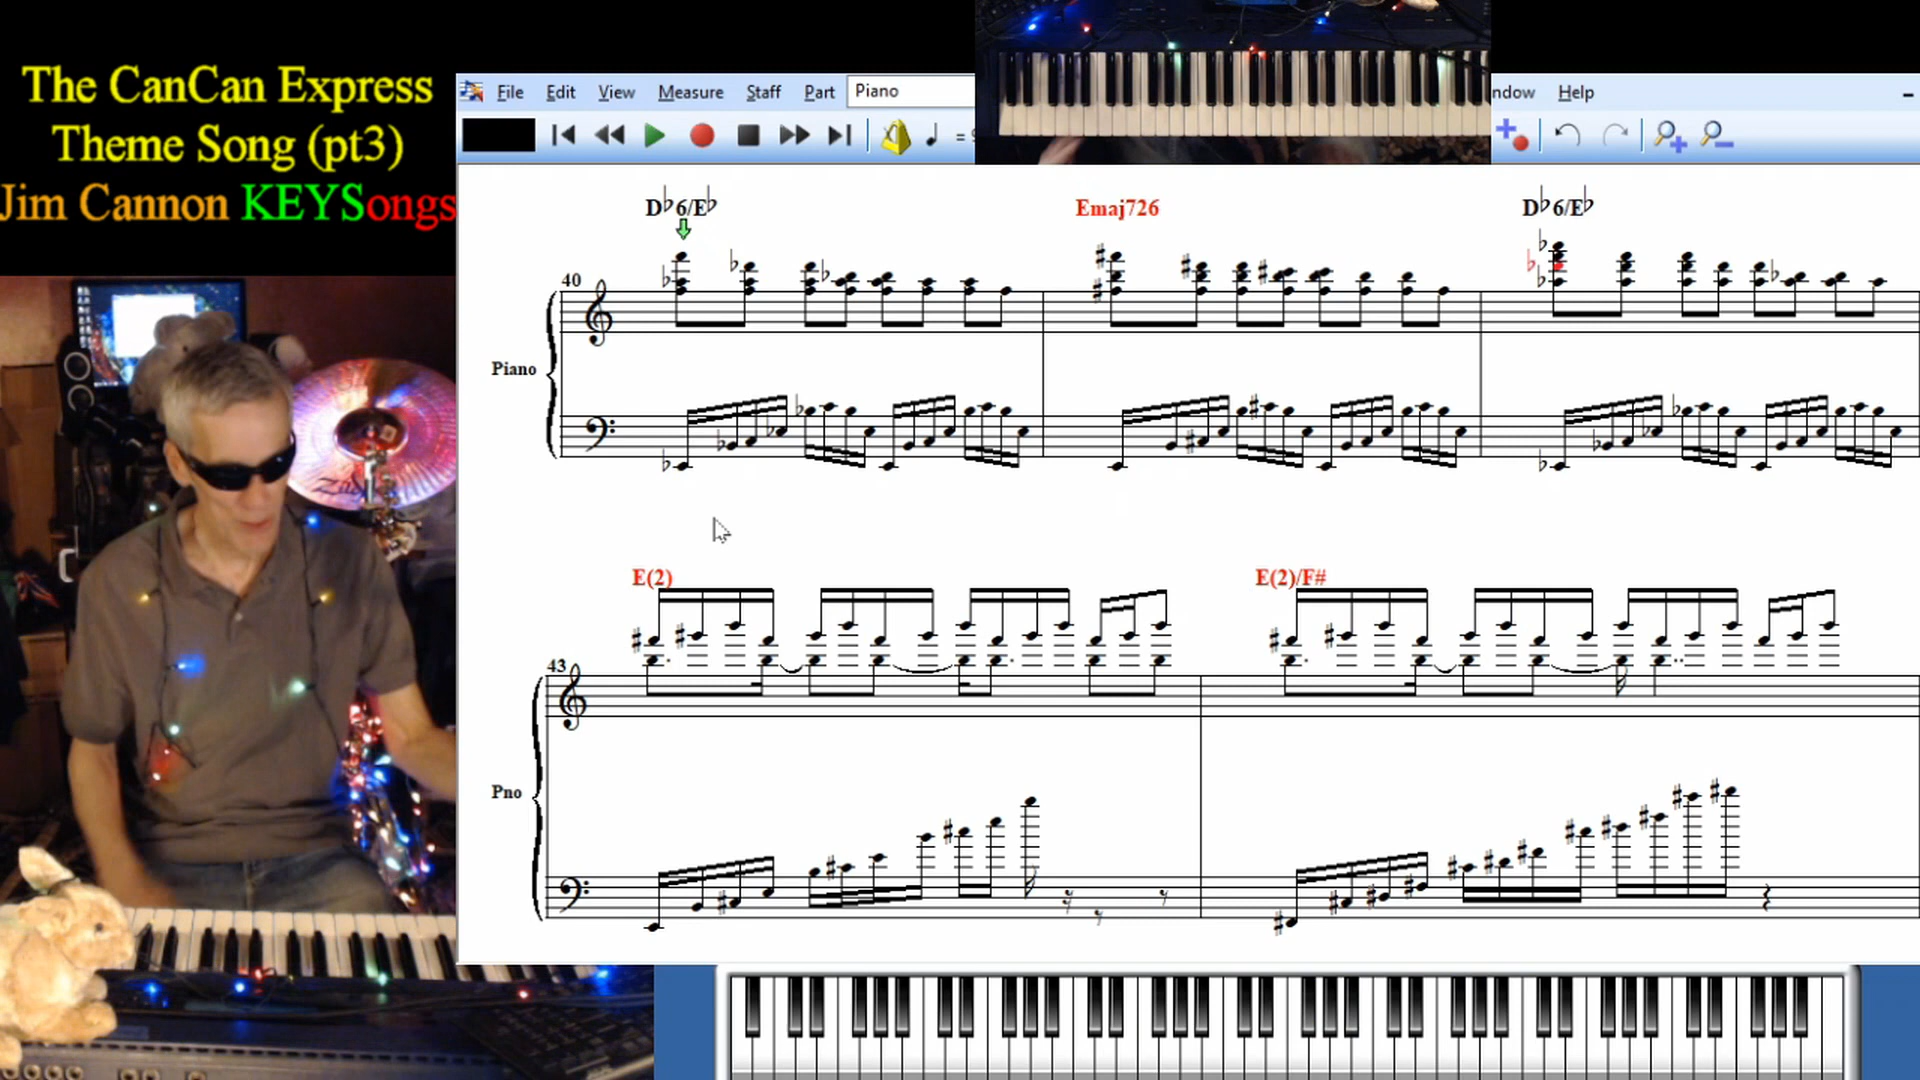 The CanCan Express
Theme Song (pt3)
Jim Cannon KEYSongs
File Edit View Measure Staff Part Piano ndow Help
♩ =
D♭6/E♭ Emaj726 D♭6/E♭
40
Piano
E(2) E(2)/F#
43
Pno